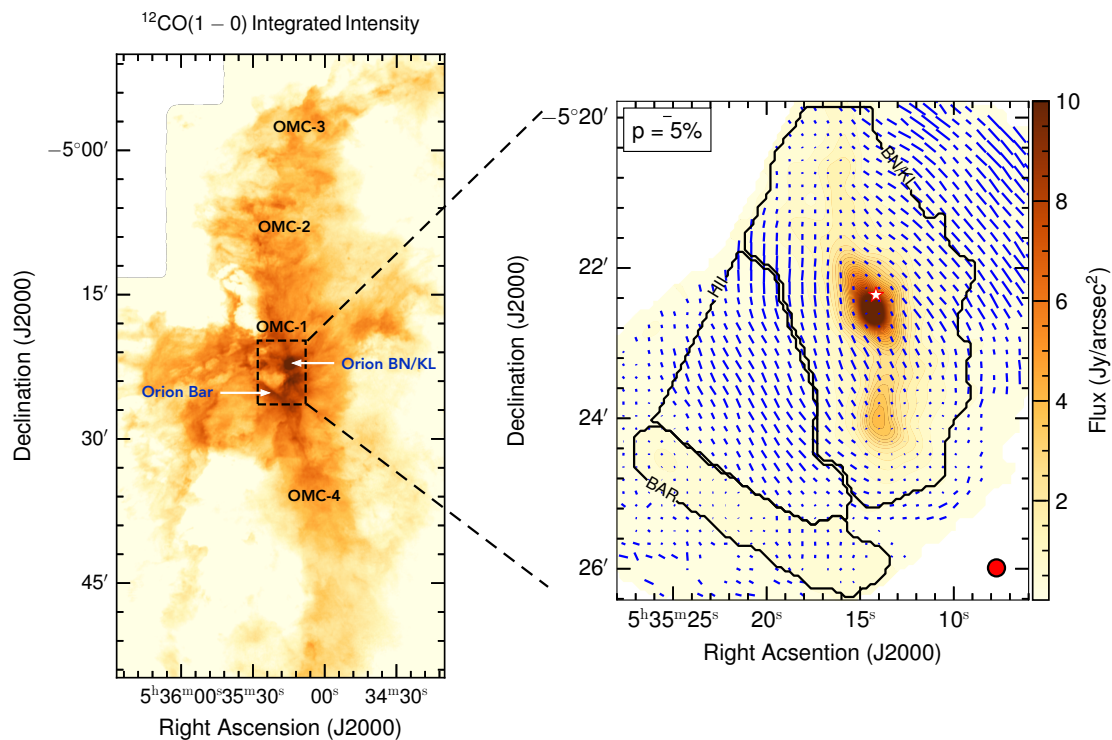 ¹²CO(1 − 0) Integrated Intensity
OMC-3
OMC-2
OMC-1
Orion BN/KL
Orion Bar
OMC-4
−5°00′
15′
30′
45′
Declination (J2000)
5ʰ36ᵐ00ˢ 35ᵐ30ˢ 00ˢ 34ᵐ30ˢ
Right Ascension (J2000)
p = 5%
BN/KL
HII
BAR
−5°20′
22′
24′
26′
Declination (J2000)
5ʰ35ᵐ25ˢ 20ˢ 15ˢ 10ˢ
Right Acsention (J2000)
10
8
6
4
2
Flux (Jy/arcsec²)